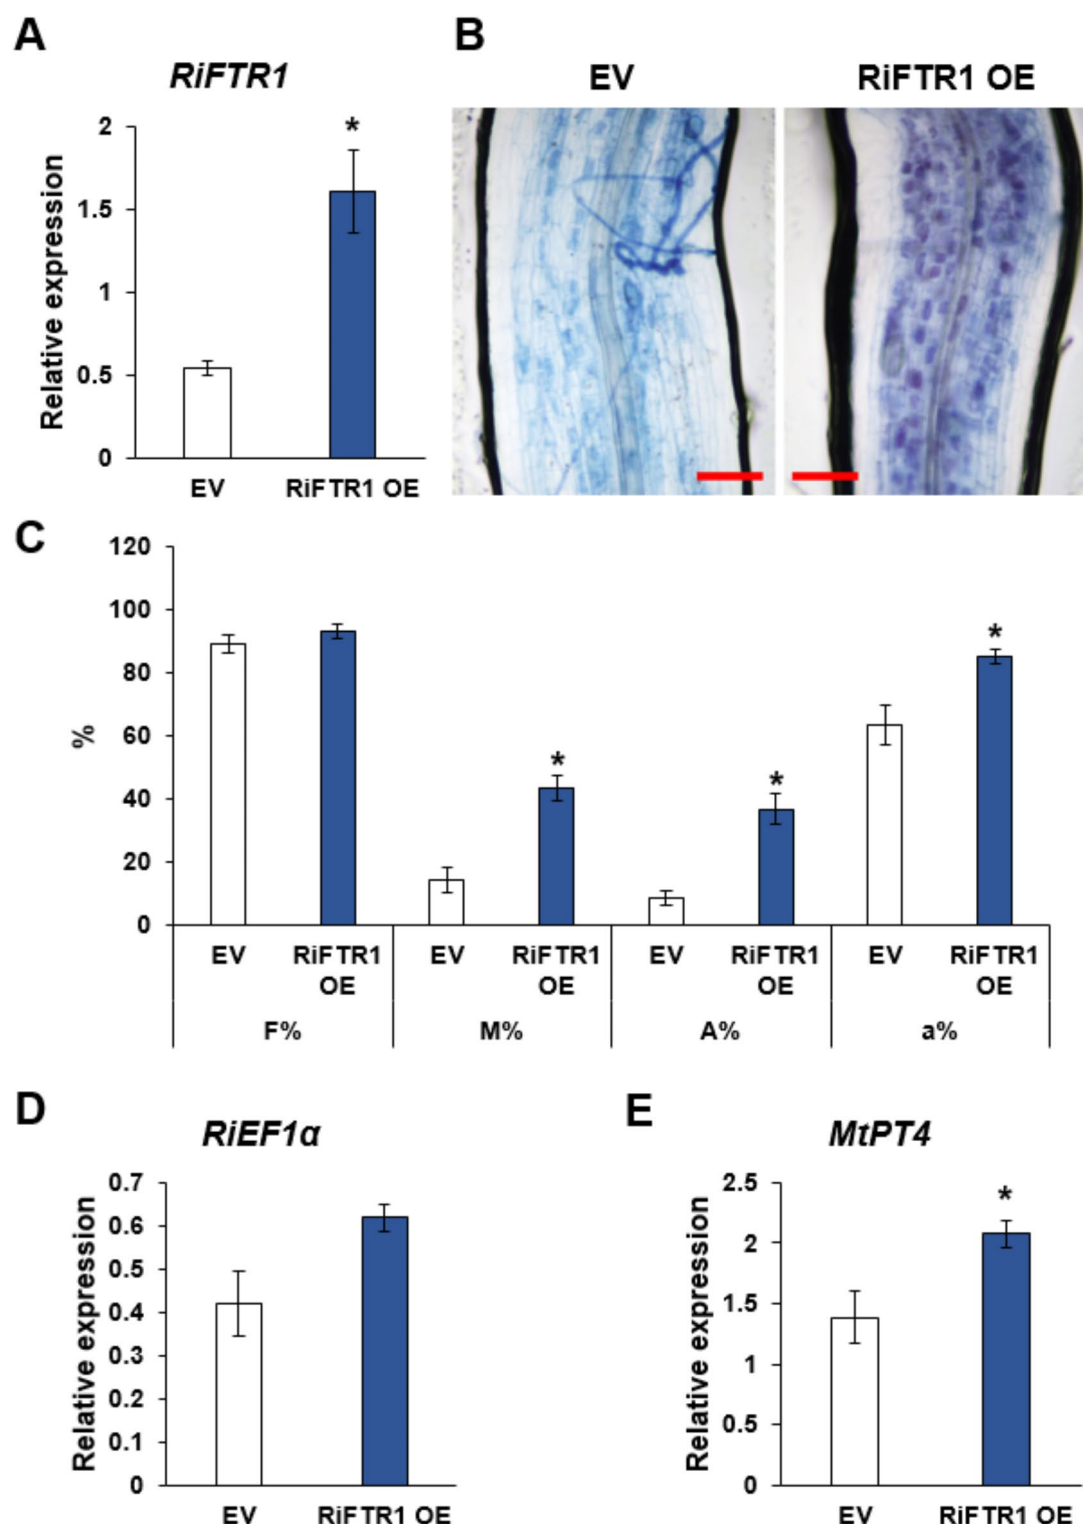 A
RiFTR1
Relative expression
2
1.5
1
0.5
0
*
EV
RiFTR1 OE
B
EV
RiFTR1 OE
C
%
120
100
80
60
40
20
0
*
*
*
EV
RiFTR1
OE
EV
RiFTR1
OE
EV
RiFTR1
OE
EV
RiFTR1
OE
F%
M%
A%
a%
D
RiEF1α
Relative expression
0.7
0.6
0.5
0.4
0.3
0.2
0.1
0
EV
RiFTR1 OE
E
MtPT4
Relative expression
2.5
2
1.5
1
0.5
0
*
EV
RiFTR1 OE